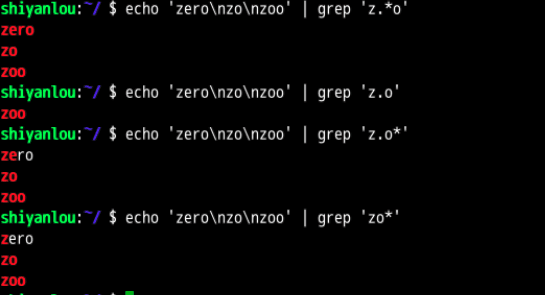 shiyanlou:~/ $ echo 'zero\nzo\nzoo' | grep 'z.*o'
zero
zo
zoo
shiyanlou:~/ $ echo 'zero\nzo\nzoo' | grep 'z.o'
zoo
shiyanlou:~/ $ echo 'zero\nzo\nzoo' | grep 'z.o*'
zero
zo
zoo
shiyanlou:~/ $ echo 'zero\nzo\nzoo' | grep 'zo*'
zero
zo
zoo